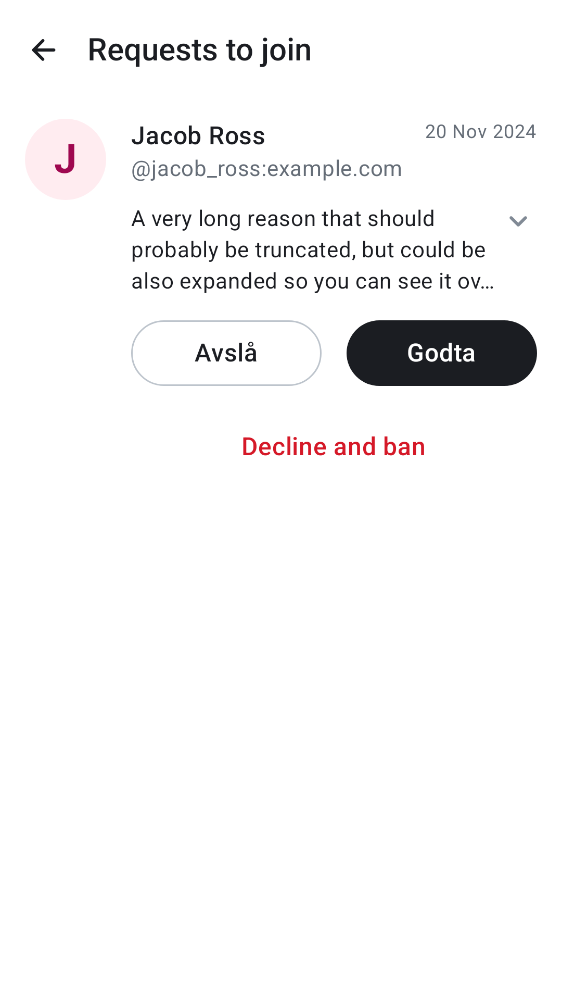 Requests to join
J
Jacob Ross
20 Nov 2024
@jacob_ross:example.com
A very long reason that should
probably be truncated, but could be
also expanded so you can see it ov…
Avslå
Godta
Decline and ban